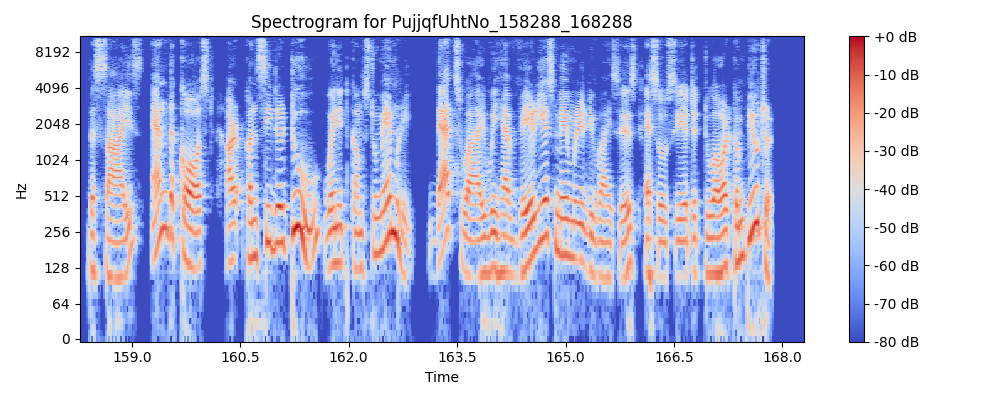 Spectrogram for PujjqfUhtNo_158288_168288
8192
4096
2048
1024
512
256
128
64
0
Hz
159.0 160.5 162.0 163.5 165.0 166.5 168.0
Time
+0 dB
-10 dB
-20 dB
-30 dB
-40 dB
-50 dB
-60 dB
-70 dB
-80 dB